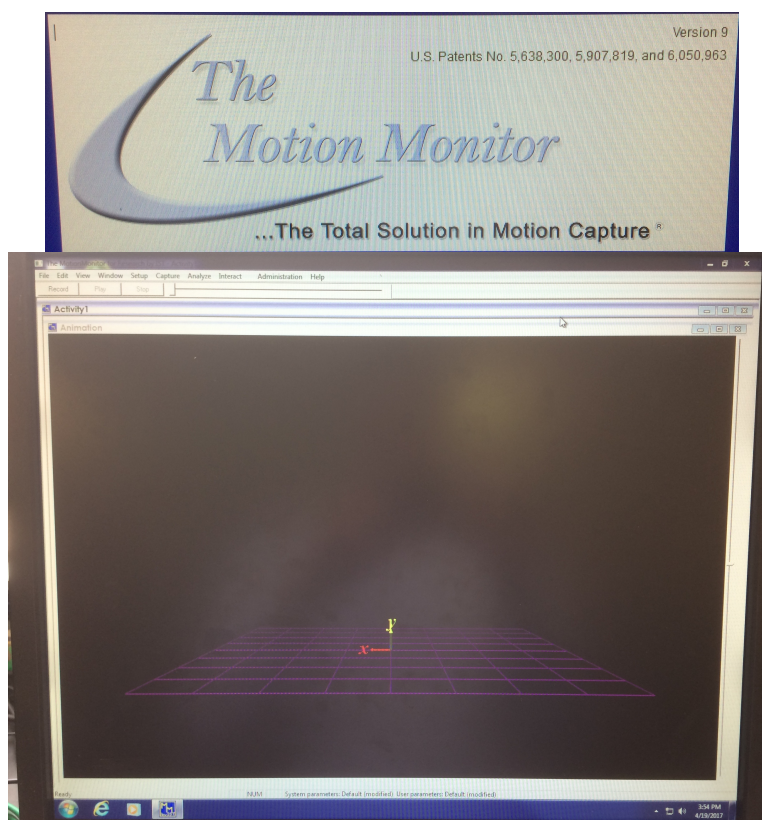 Version 9
U.S. Patents No. 5,638,300, 5,907,819, and 6,050,963
The
Motion Monitor
...The Total Solution in Motion Capture ®
File Edit View Window Setup Capture Analyze Interact Administration Help
Record Play Stop
Activity1
Animation
y
x
Ready
NUM System parameters: Default (modified) User parameters: Default (modified)
3:54 PM
4/19/2017